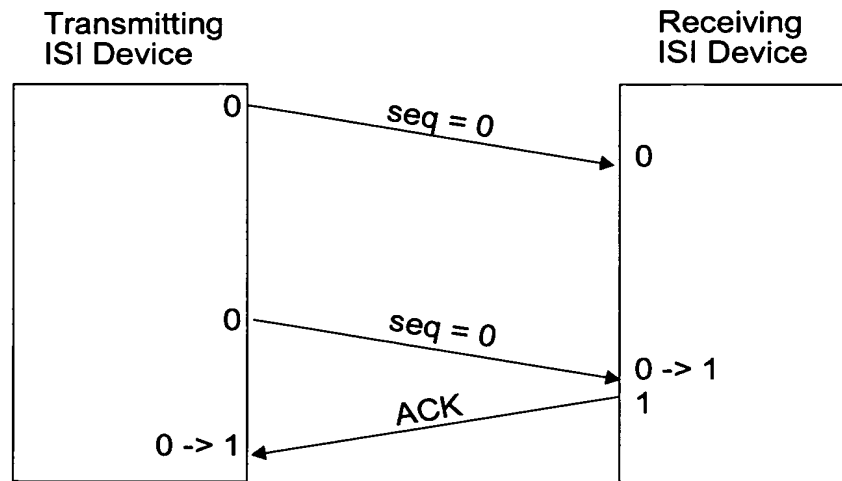 Transmitting
ISI Device
Receiving
ISI Device
0
seq = 0
0
0
seq = 0
0 -> 1
1
ACK
0 -> 1